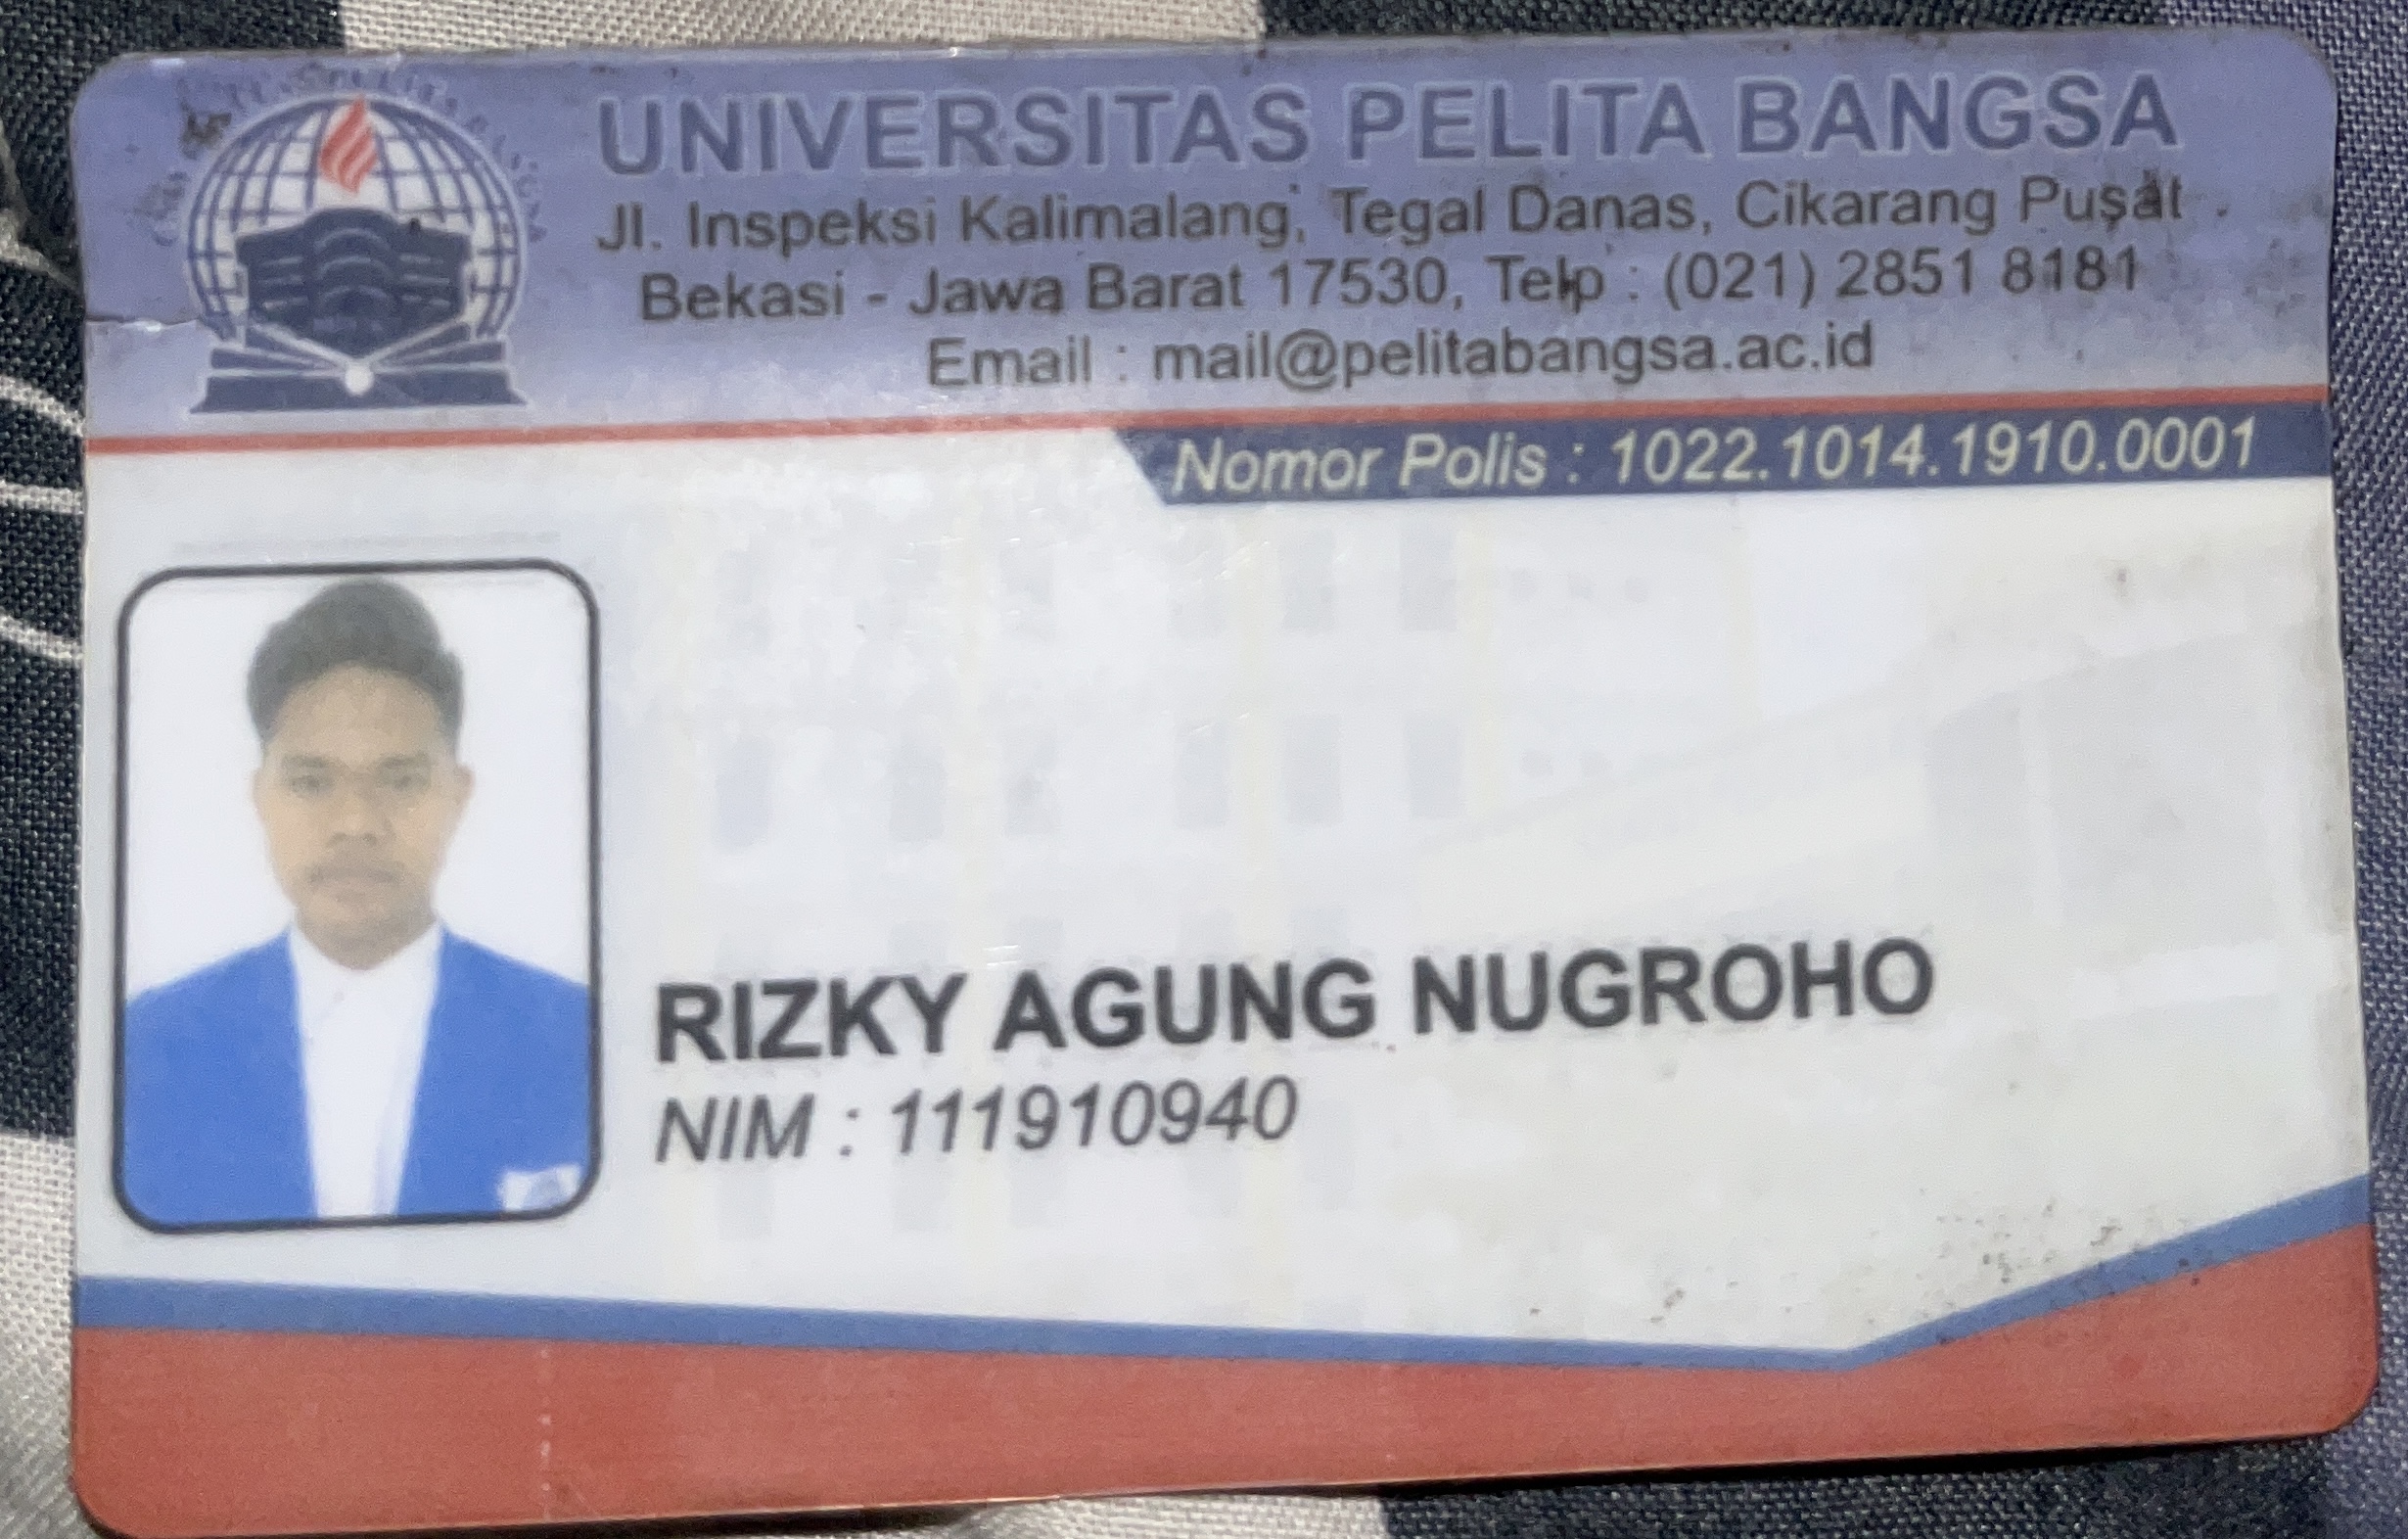 UNIVERSITAS PELITA BANGSA
Jl. Inspeksi Kalimalang, Tegal Danas, Cikarang Pusat
Bekasi - Jawa Barat 17530, Telp : (021) 2851 8181
Email : mail@pelitabangsa.ac.id
Nomor Polis : 1022.1014.1910.0001
RIZKY AGUNG NUGROHO
NIM : 111910940